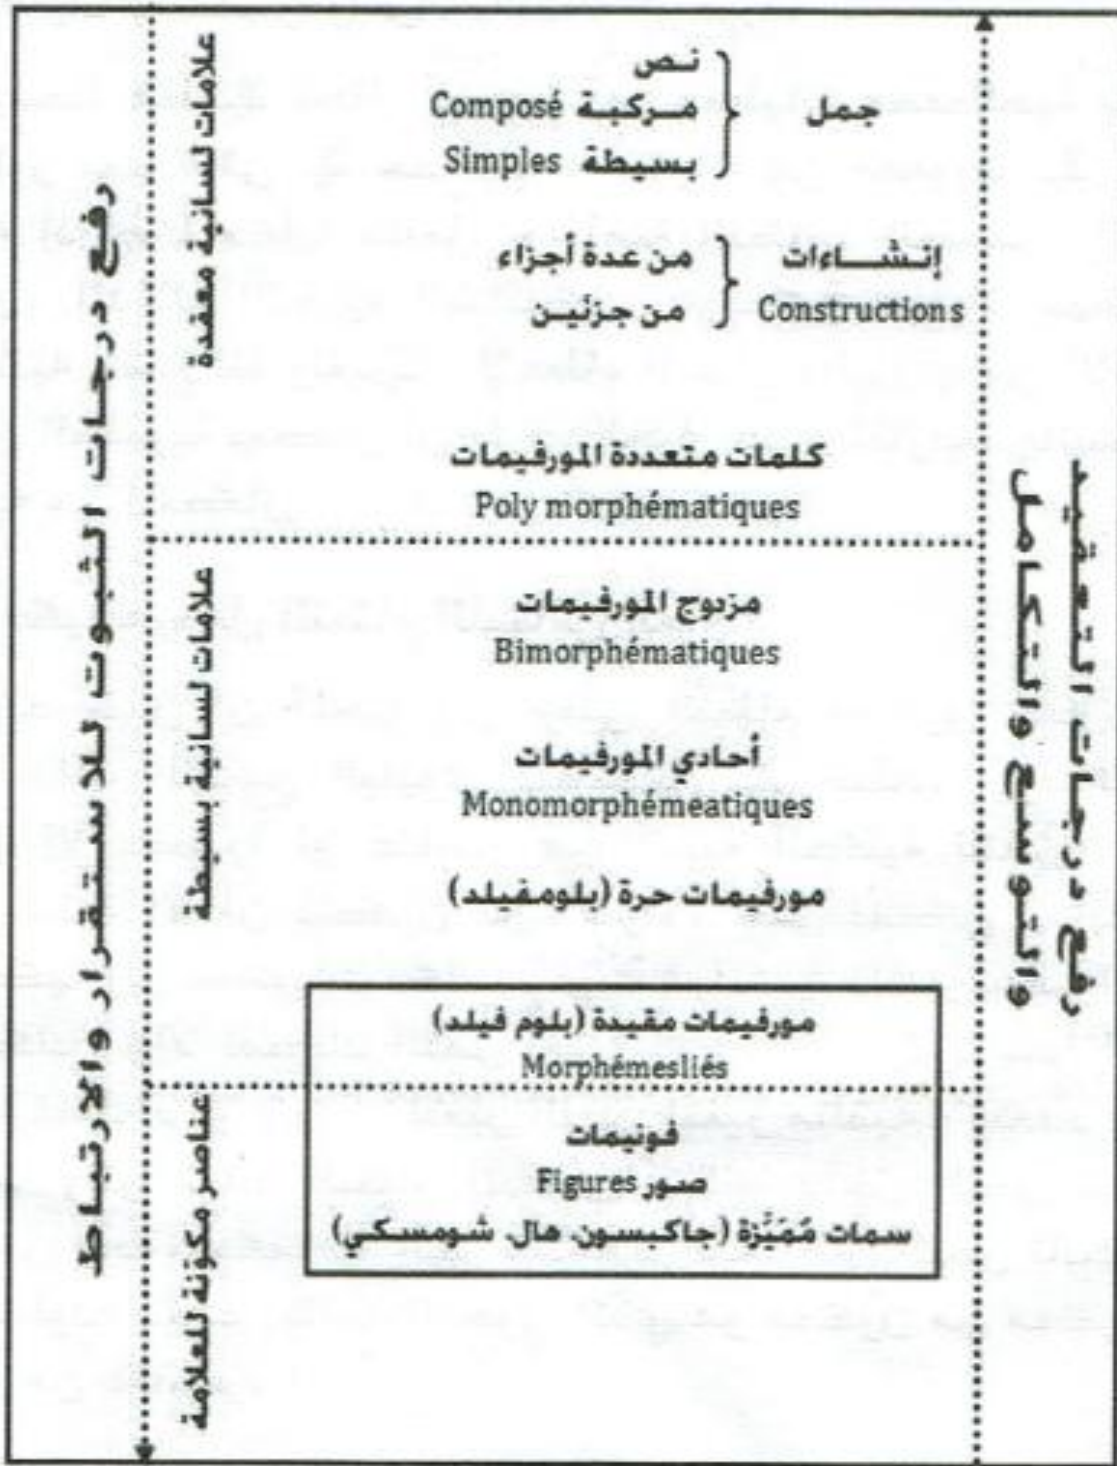 نص
جمل
مركبة Composé
بسيطة Simples
إنشاءات
من عدة أجزاء
Constructions
من جزئين
كلمات متعددة المورفيمات
Poly morphématiques
مزدوج المورفيمات
Bimorphématiques
أحادي المورفيمات
Monomorphémeatiques
مورفيمات حرة (بلومفيلد)
مورفيمات مقيدة (بلوم فيلد)
Morphémesliés
فونيمات
صور Figures
سمات مُمَيَّزة (جاكبسون، هال، شومسكي)
رفع درجات التعقيد
والتوسع والتكامل
علامات لسانية معقدة
علامات لسانية بسيطة
عناصر مكونة للعلامة
رفع درجات الثبوت للاستقرار والارتباط